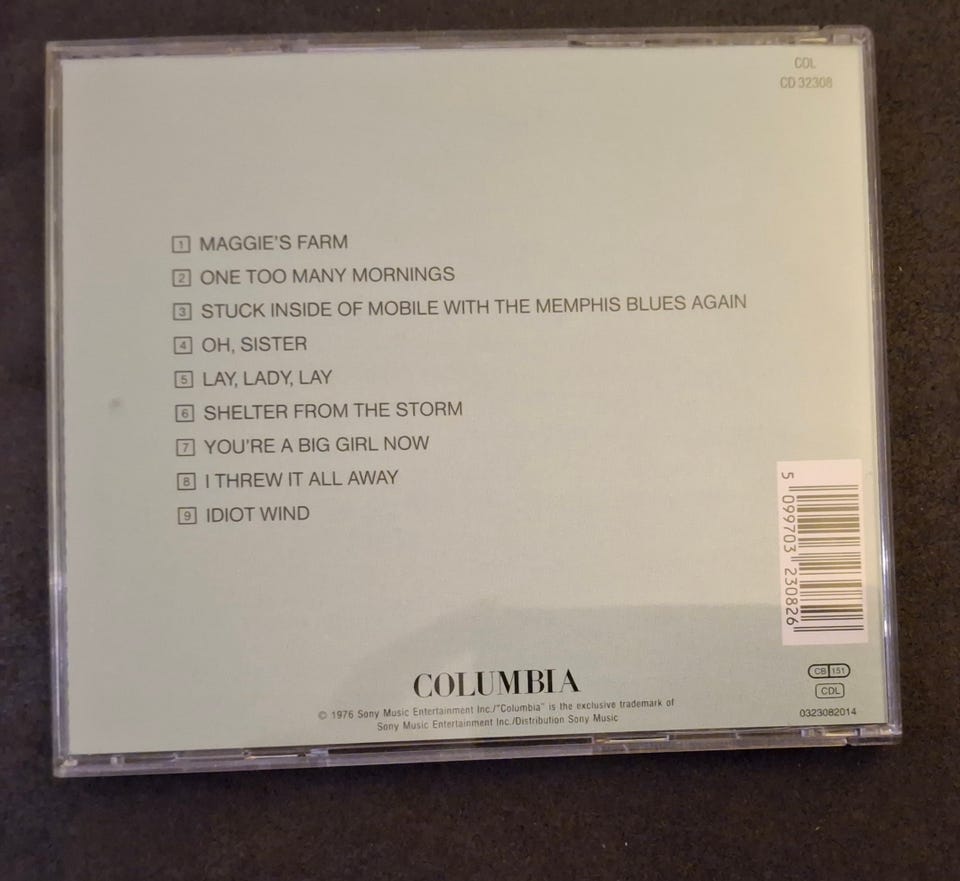 COL
CD 32308
1 MAGGIE'S FARM
2 ONE TOO MANY MORNINGS
3 STUCK INSIDE OF MOBILE WITH THE MEMPHIS BLUES AGAIN
4 OH, SISTER
5 LAY, LADY, LAY
6 SHELTER FROM THE STORM
7 YOU'RE A BIG GIRL NOW
8 I THREW IT ALL AWAY
9 IDIOT WIND
5 099703 230826
COLUMBIA
© 1976 Sony Music Entertainment Inc./"Columbia" is the exclusive trademark of
Sony Music Entertainment Inc./Distribution Sony Music
CB 151
CDL
0323082014